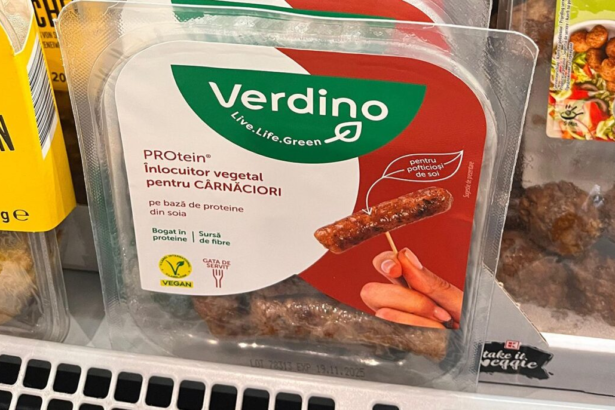 Verdino
Live.Life.Green
PROtein®
Înlocuitor vegetal
pentru CÂRNĂCIORI
pe bază de proteine
din soia
Bogat în
proteine
Sursă
de fibre
VEGAN
GATA DE
SERVIT
pentru
pofticioși
de soi
take it
veggie
g e